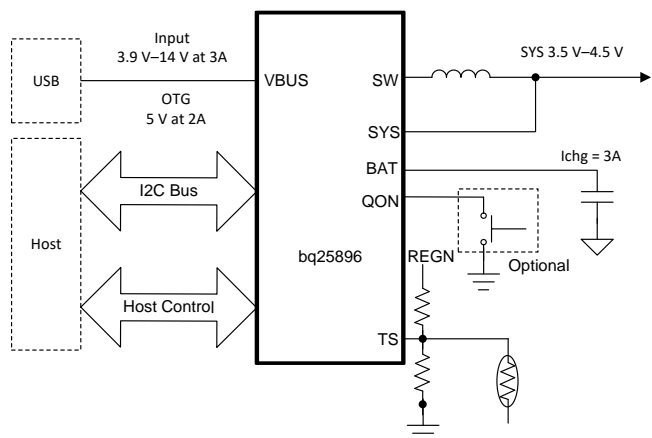 Input
3.9 V–14 V at 3A
SYS 3.5 V–4.5 V
USB
VBUS
SW
OTG
5 V at 2A
SYS
BAT
Ichg = 3A
I2C Bus
QON
Host
bq25896
REGN
Optional
Host Control
TS